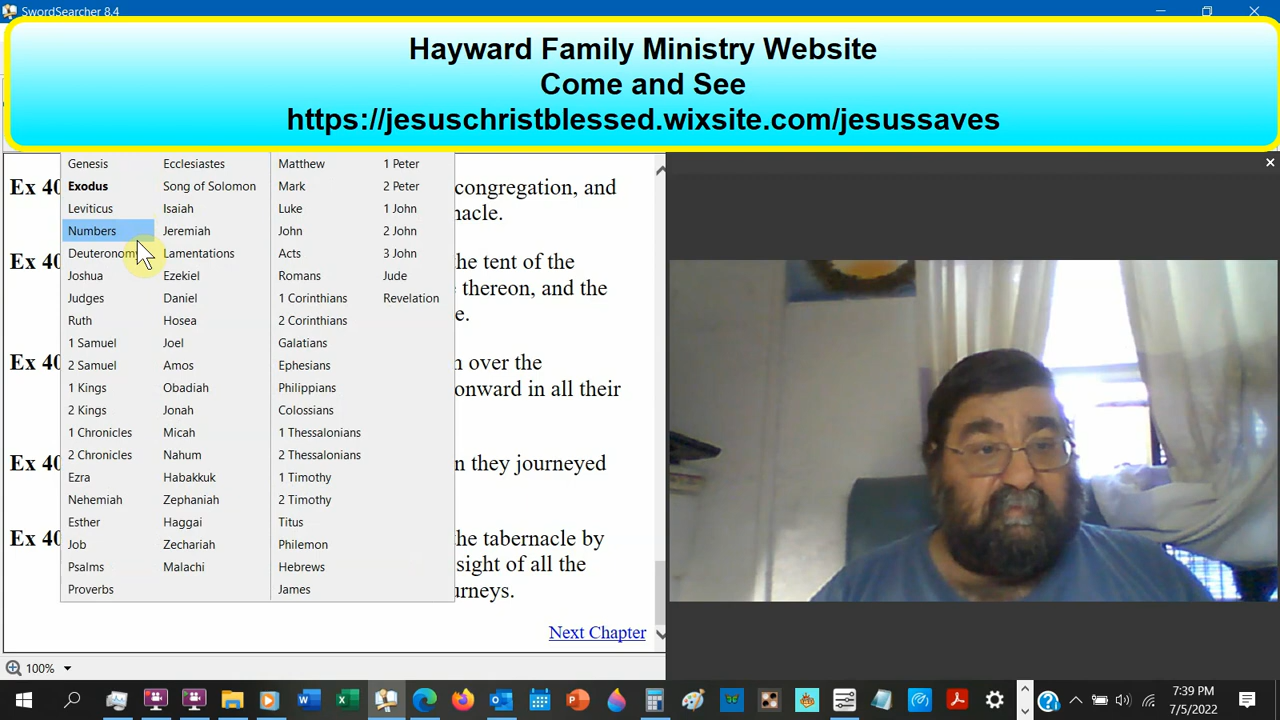 SwordSearcher 8.4
Hayward Family Ministry Website
Come and See
https://jesuschristblessed.wixsite.com/jesussaves
Genesis
Exodus
Leviticus
Numbers
Deuteronomy
Joshua
Judges
Ruth
1 Samuel
2 Samuel
1 Kings
2 Kings
1 Chronicles
2 Chronicles
Ezra
Nehemiah
Esther
Job
Psalms
Proverbs
Ecclesiastes
Song of Solomon
Isaiah
Jeremiah
Lamentations
Ezekiel
Daniel
Hosea
Joel
Amos
Obadiah
Jonah
Micah
Nahum
Habakkuk
Zephaniah
Haggai
Zechariah
Malachi
Matthew
Mark
Luke
John
Acts
Romans
1 Corinthians
2 Corinthians
Galatians
Ephesians
Philippians
Colossians
1 Thessalonians
2 Thessalonians
1 Timothy
2 Timothy
Titus
Philemon
Hebrews
James
1 Peter
2 Peter
1 John
2 John
3 John
Jude
Revelation
Ex 40 congregation, and
Ex 40 the tent of the
thereon, and the
Ex 40 over the
onward in all their
Ex 40 they journeyed
Ex 40 the tabernacle by
sight of all the
Next Chapter
100%
7:39 PM
7/5/2022